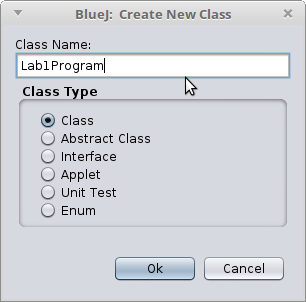 BlueJ: Create New Class
Class Name:
Lab1Program
Class Type
Class
Abstract Class
Interface
Applet
Unit Test
Enum
Ok Cancel